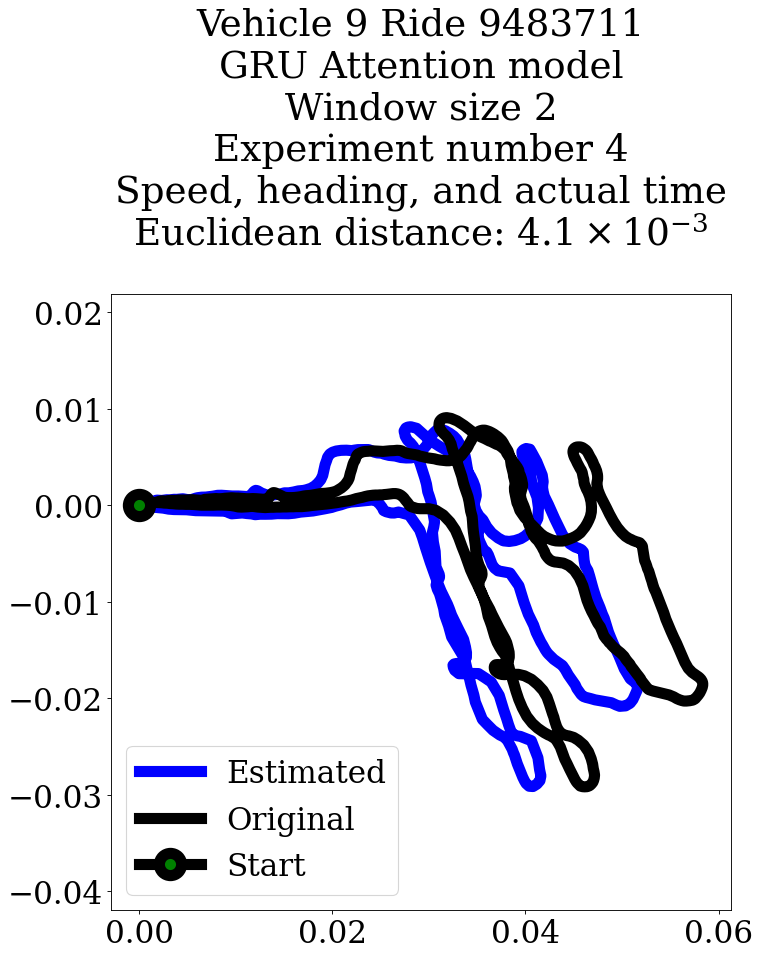 Vehicle 9 Ride 9483711
GRU Attention model
Window size 2
Experiment number 4
Speed, heading, and actual time
Euclidean distance: 4.1 × 10⁻³
0.02
0.01
0.00
−0.01
−0.02
−0.03
−0.04
Estimated
Original
Start
0.00 0.02 0.04 0.06